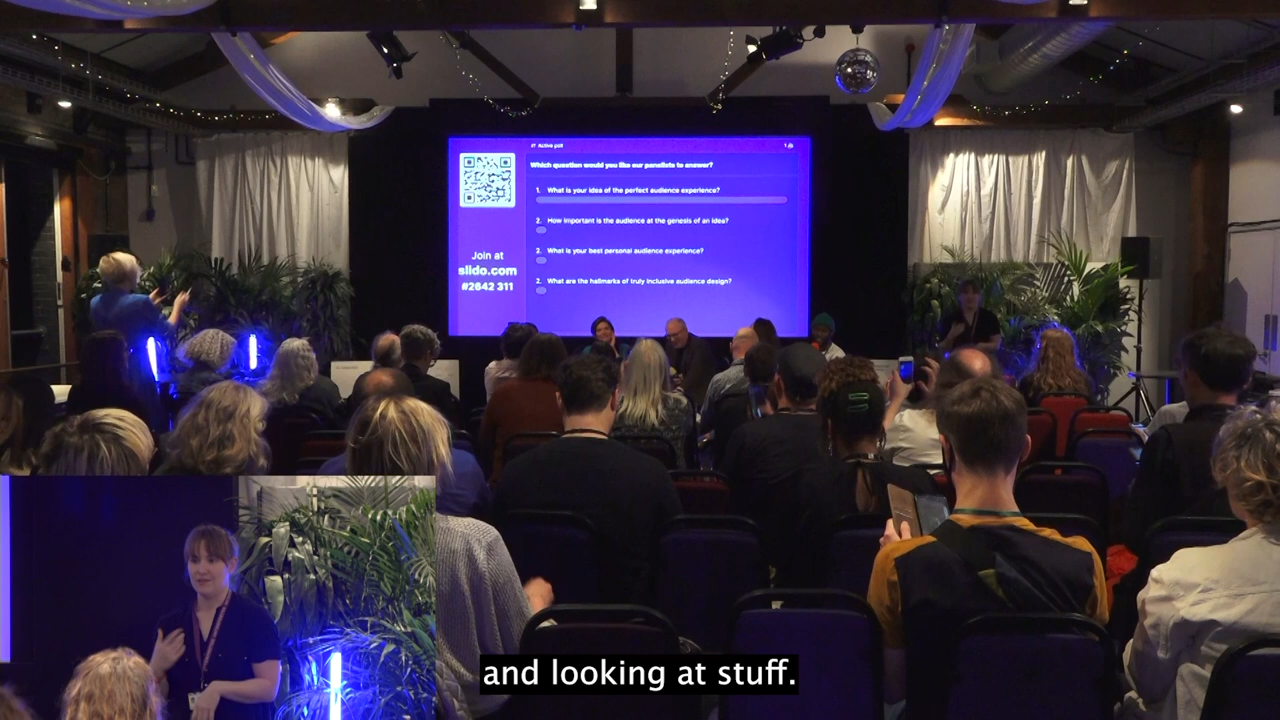 Active poll
Which question would you like our panelists to answer?
1. What is your idea of the perfect audience experience?
2. How important is the audience at the genesis of an idea?
2. What is your best personal audience experience?
2. What are the hallmarks of truly inclusive audience design?
Join at
slido.com
#2642 311
and looking at stuff.